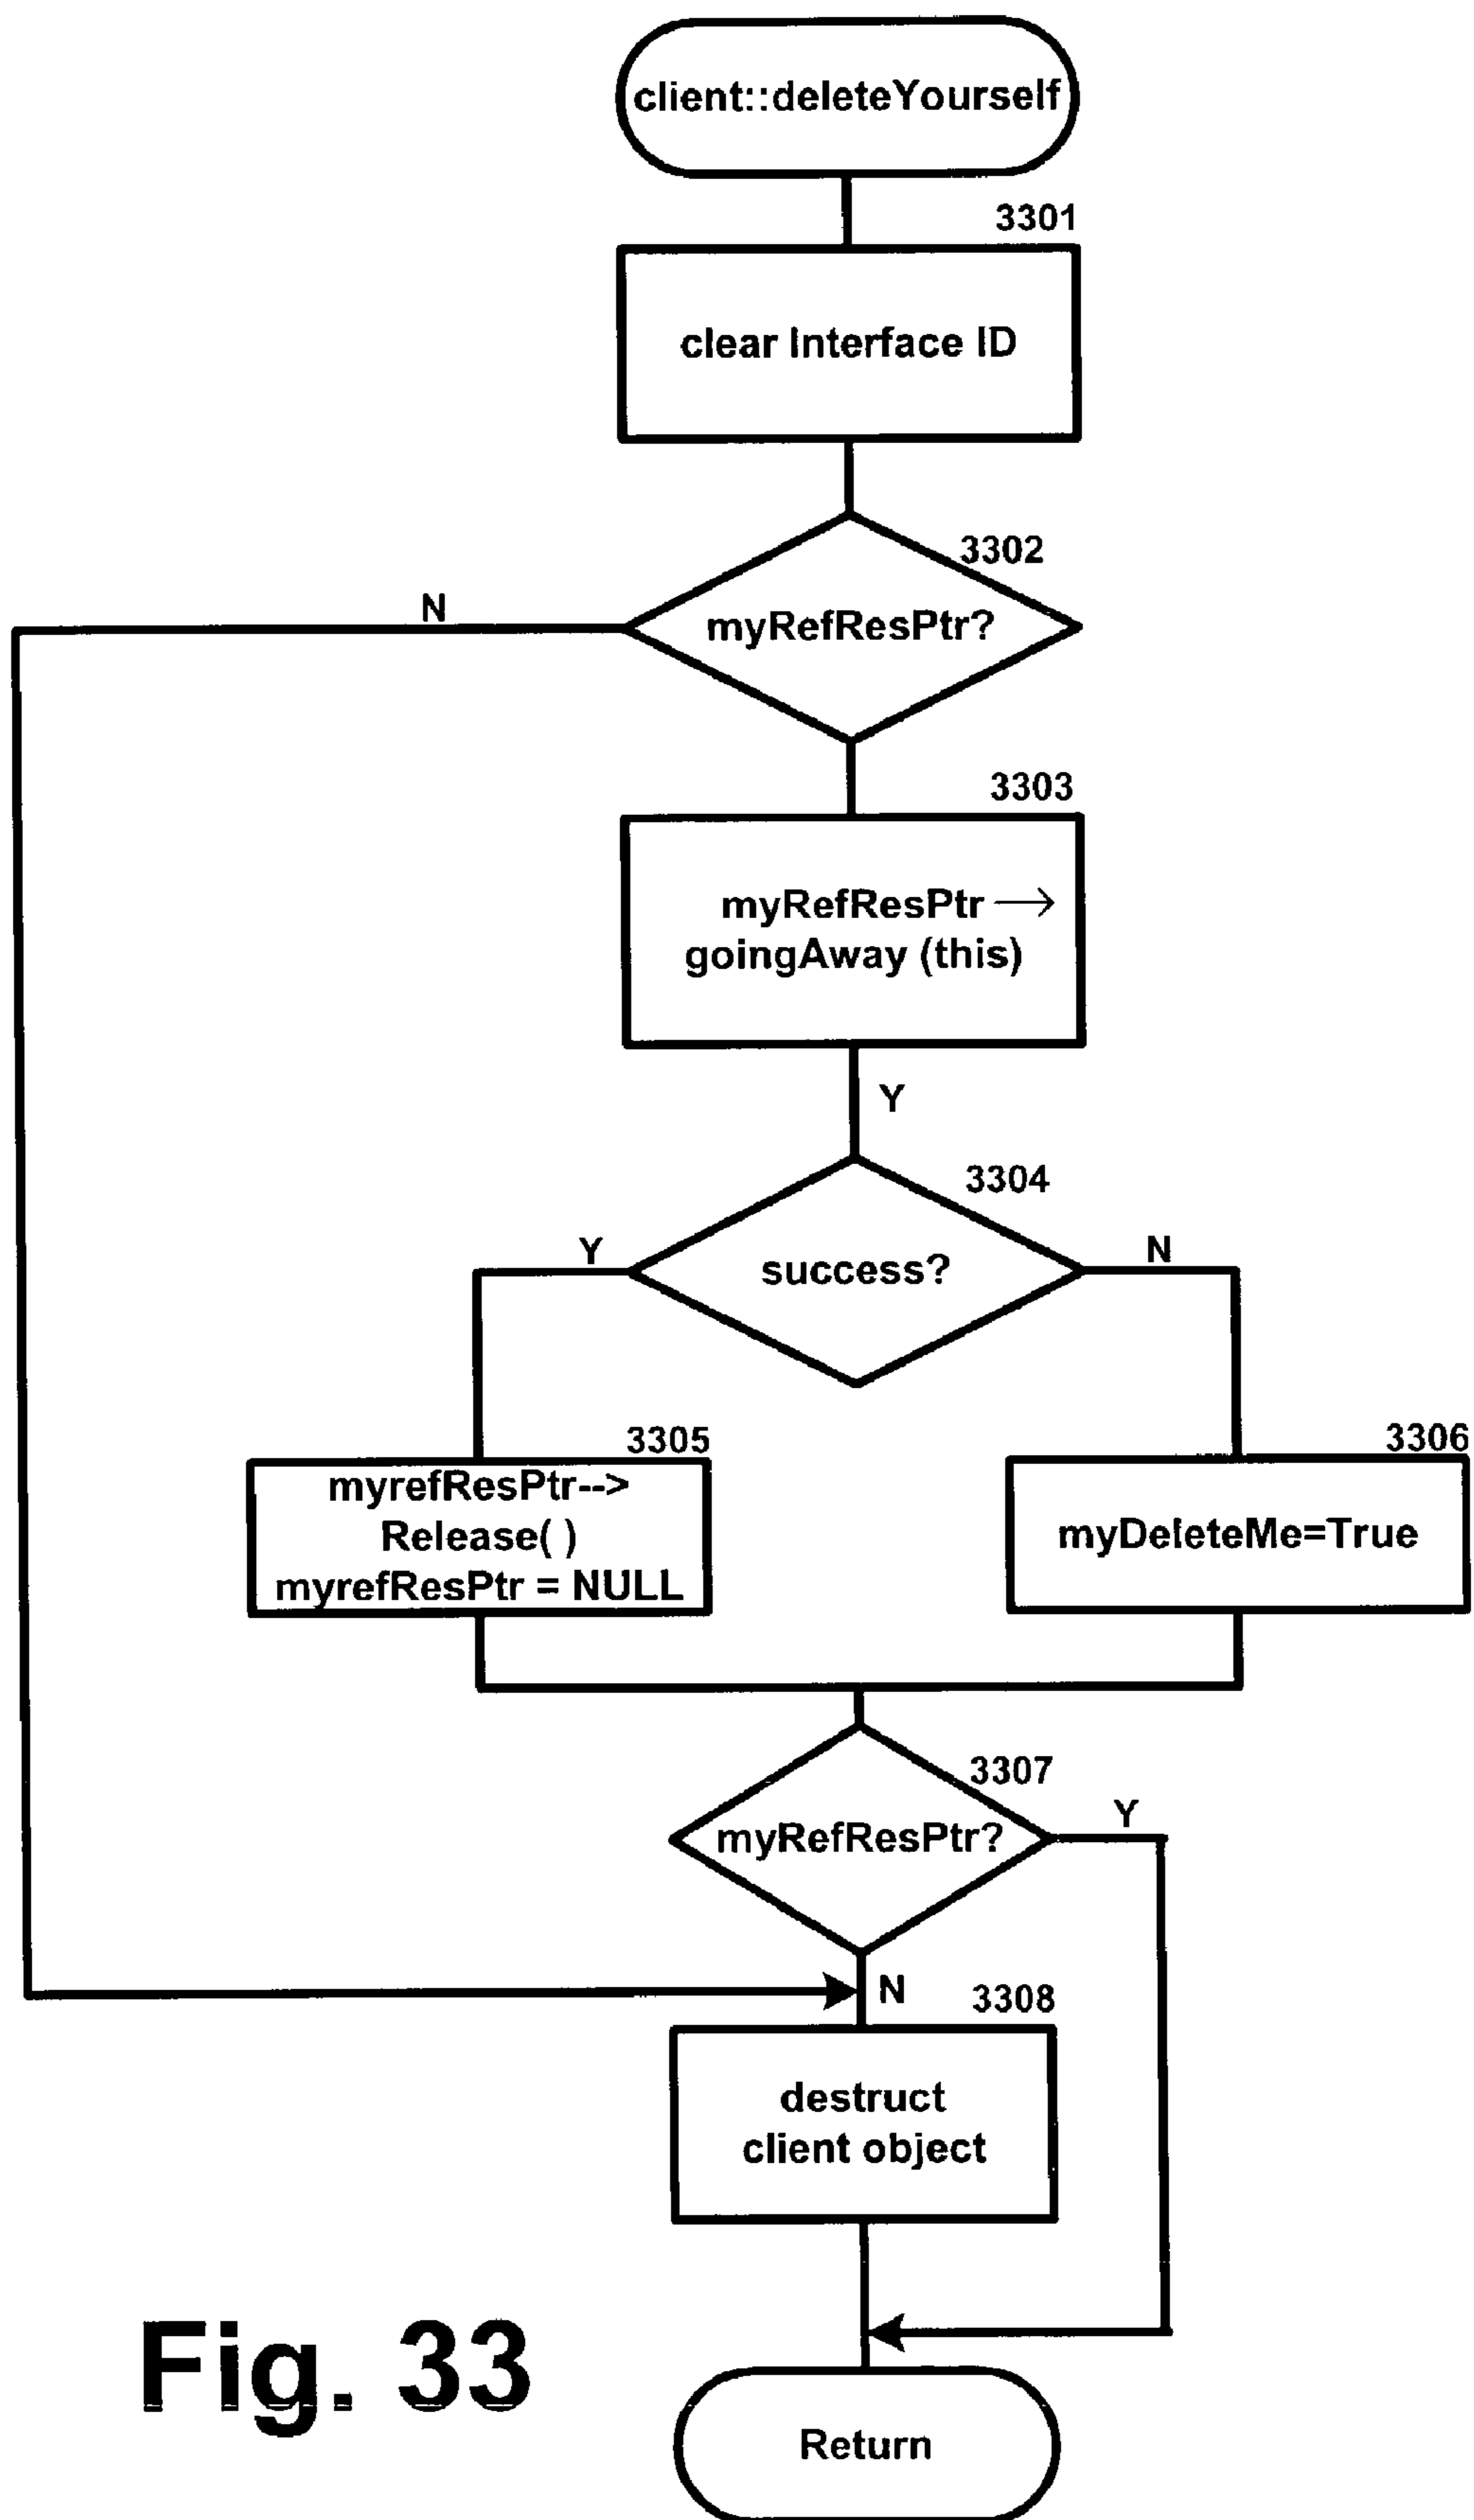 client::deleteYourself
3301
clear Interface ID
3302
N
myRefResPtr?
3303
myRefResPtr →
goingAway (this)
Y
3304
Y
N
success?
3305
3306
myrefResPtr-->
Release( )
myrefResPtr = NULL
myDeleteMe=True
3307
Y
myRefResPtr?
N
3308
destruct
client object
Fig. 33
Return